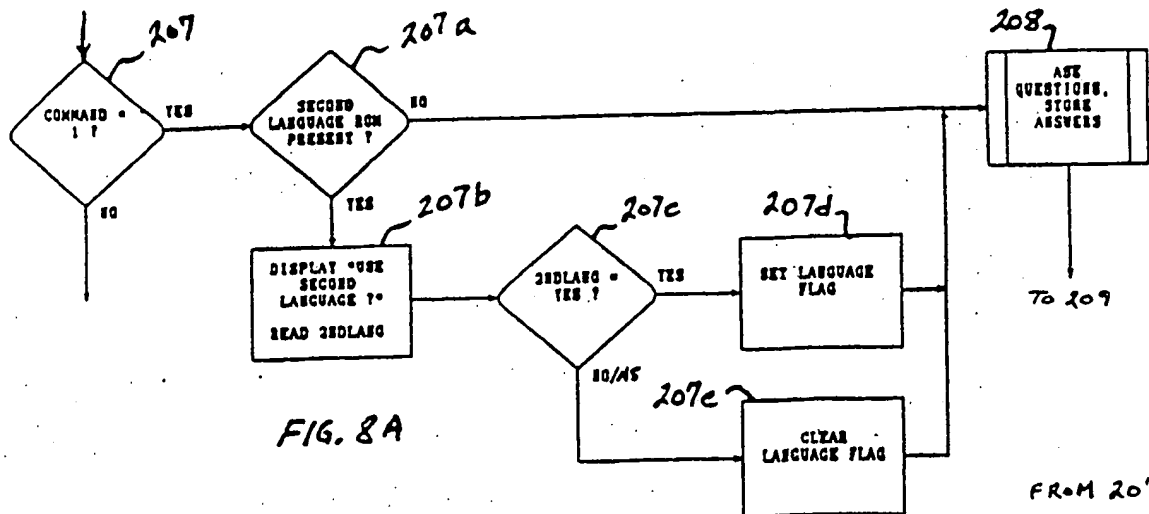 207
COMMAND =
1 ?
YES
NO
207a
SECOND
LANGUAGE ROM
PRESENT ?
NO
YES
208
ASK
QUESTIONS,
STORE
ANSWERS
TO 209
207b
DISPLAY "USE
SECOND
LANGUAGE ?"
READ 2NDLANG
207c
2NDLANG =
YES ?
YES
NO/NS
207d
SET LANGUAGE
FLAG
207e
CLEAR
LANGUAGE FLAG
FIG. 8A
FROM